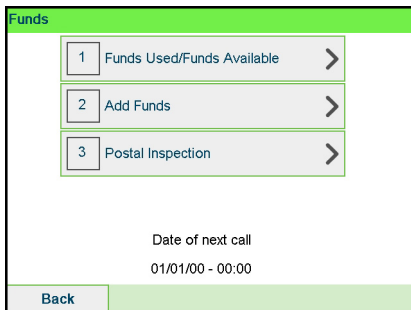 Funds
1 Funds Used/Funds Available
2 Add Funds
3 Postal Inspection
Date of next call
01/01/00 - 00:00
Back